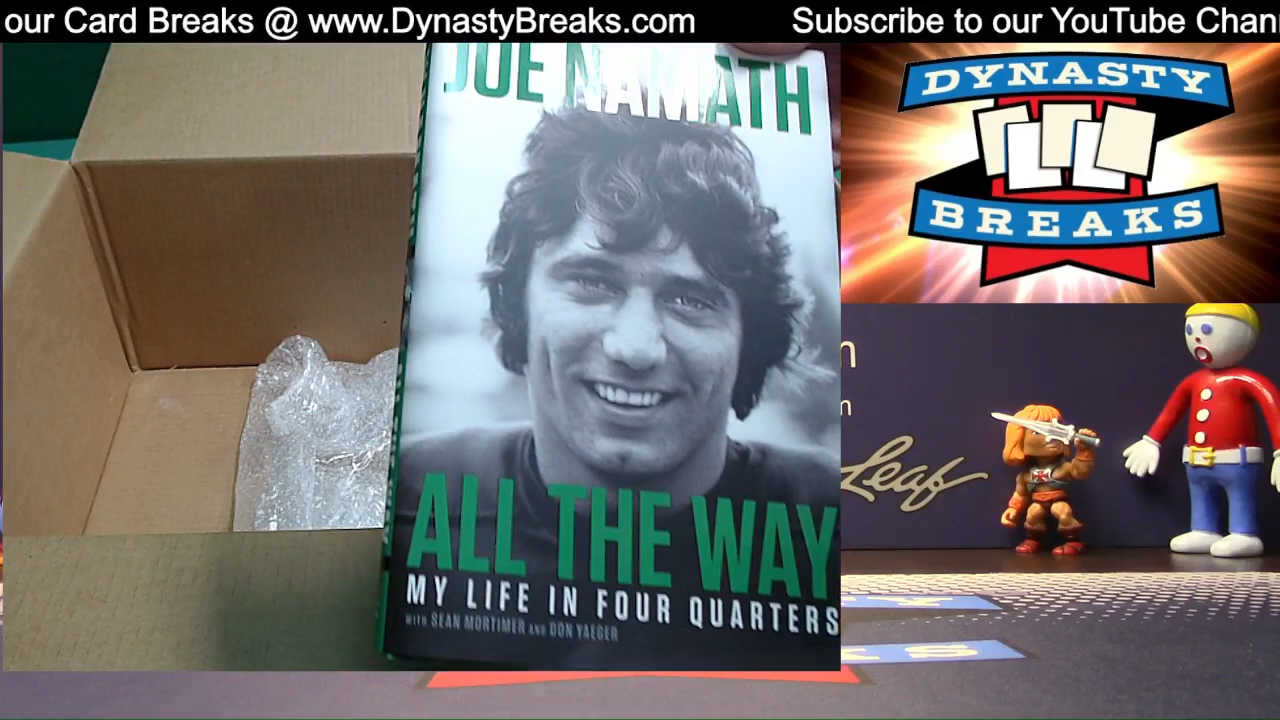 our Card Breaks @ www.DynastyBreaks.com
Subscribe to our YouTube Chan
JOE NAMATH
ALL THE WAY
MY LIFE IN FOUR QUARTERS
WITH SEAN MORTIMER AND DON YAEGER
DYNASTY
BREAKS
n
m
Leaf